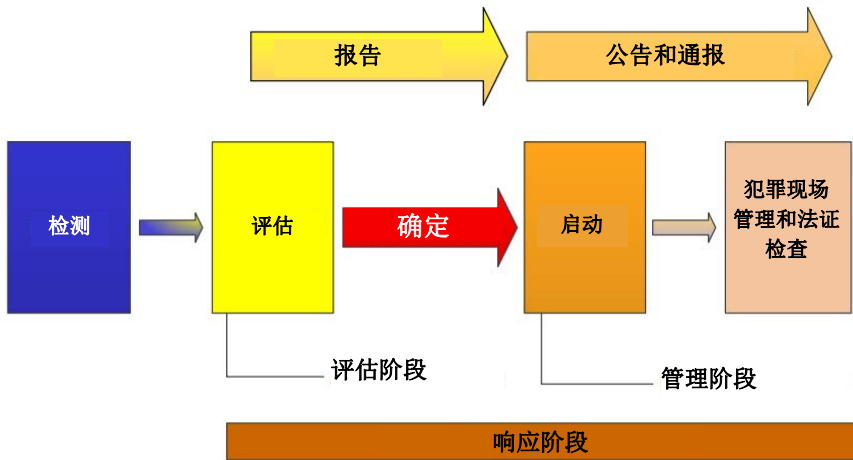 报告
公告和通报
检测
评估
确定
启动
犯罪现场
管理和法证
检查
评估阶段
管理阶段
响应阶段